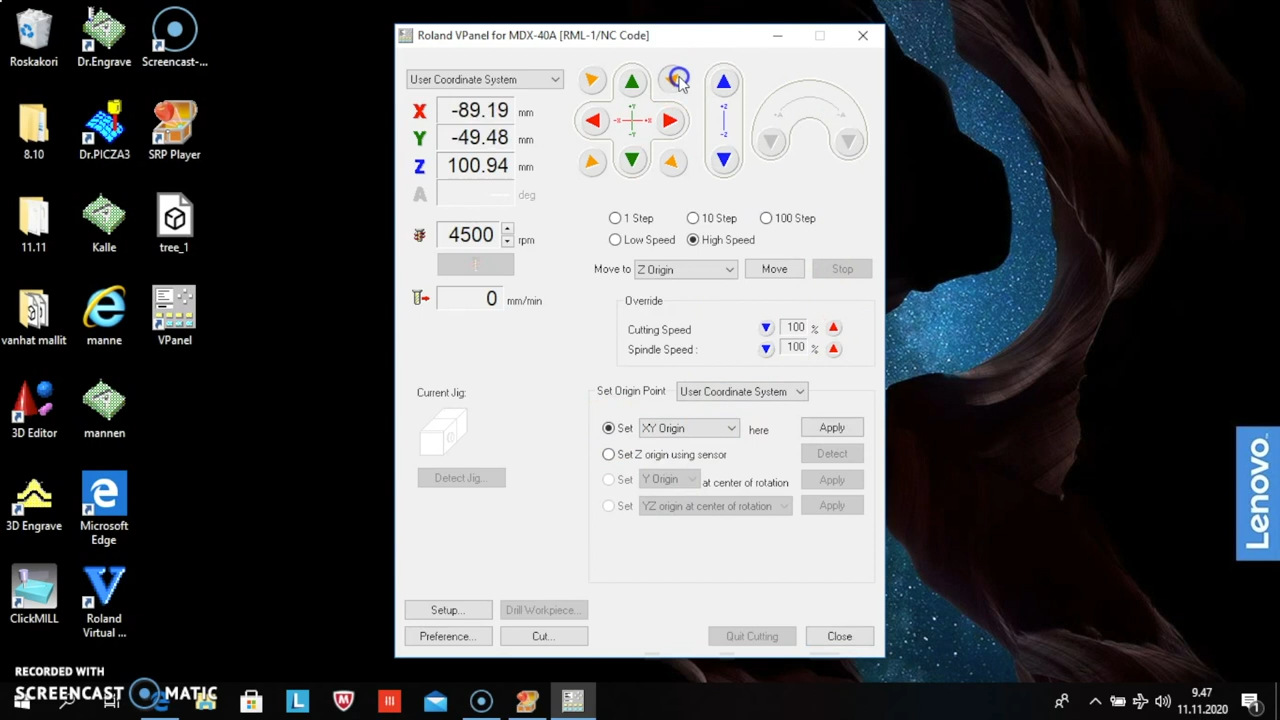 Roskakori
Dr.Engrave
Screencast-...
8.10
Dr.PICZA3
SRP Player
11.11
Kalle
tree_1
vanhat mallit
manne
VPanel
3D Editor
mannen
3D Engrave
Microsoft
Edge
ClickMILL
Roland
Virtual ...
Roland VPanel for MDX-40A [RML-1/NC Code]
User Coordinate System
X -89.19 mm
Y -49.48 mm
Z 100.94 mm
A deg
4500 rpm
0 mm/min
+Y
-X +X
-Y
+Z
-Z
+A -A
1 Step 10 Step 100 Step
Low Speed High Speed
Move to Z Origin Move Stop
Override
Cutting Speed 100 %
Spindle Speed : 100 %
Current Jig:
Detect Jig...
Set Origin Point User Coordinate System
Set XY Origin here Apply
Set Z origin using sensor Detect
Set Y Origin at center of rotation Apply
Set YZ origin at center of rotation Apply
Setup... Drill Workpiece...
Preference... Cut... Quit Cutting Close
Lenovo
RECORDED WITH
SCREENCAST MATIC
9.47
11.11.2020
1